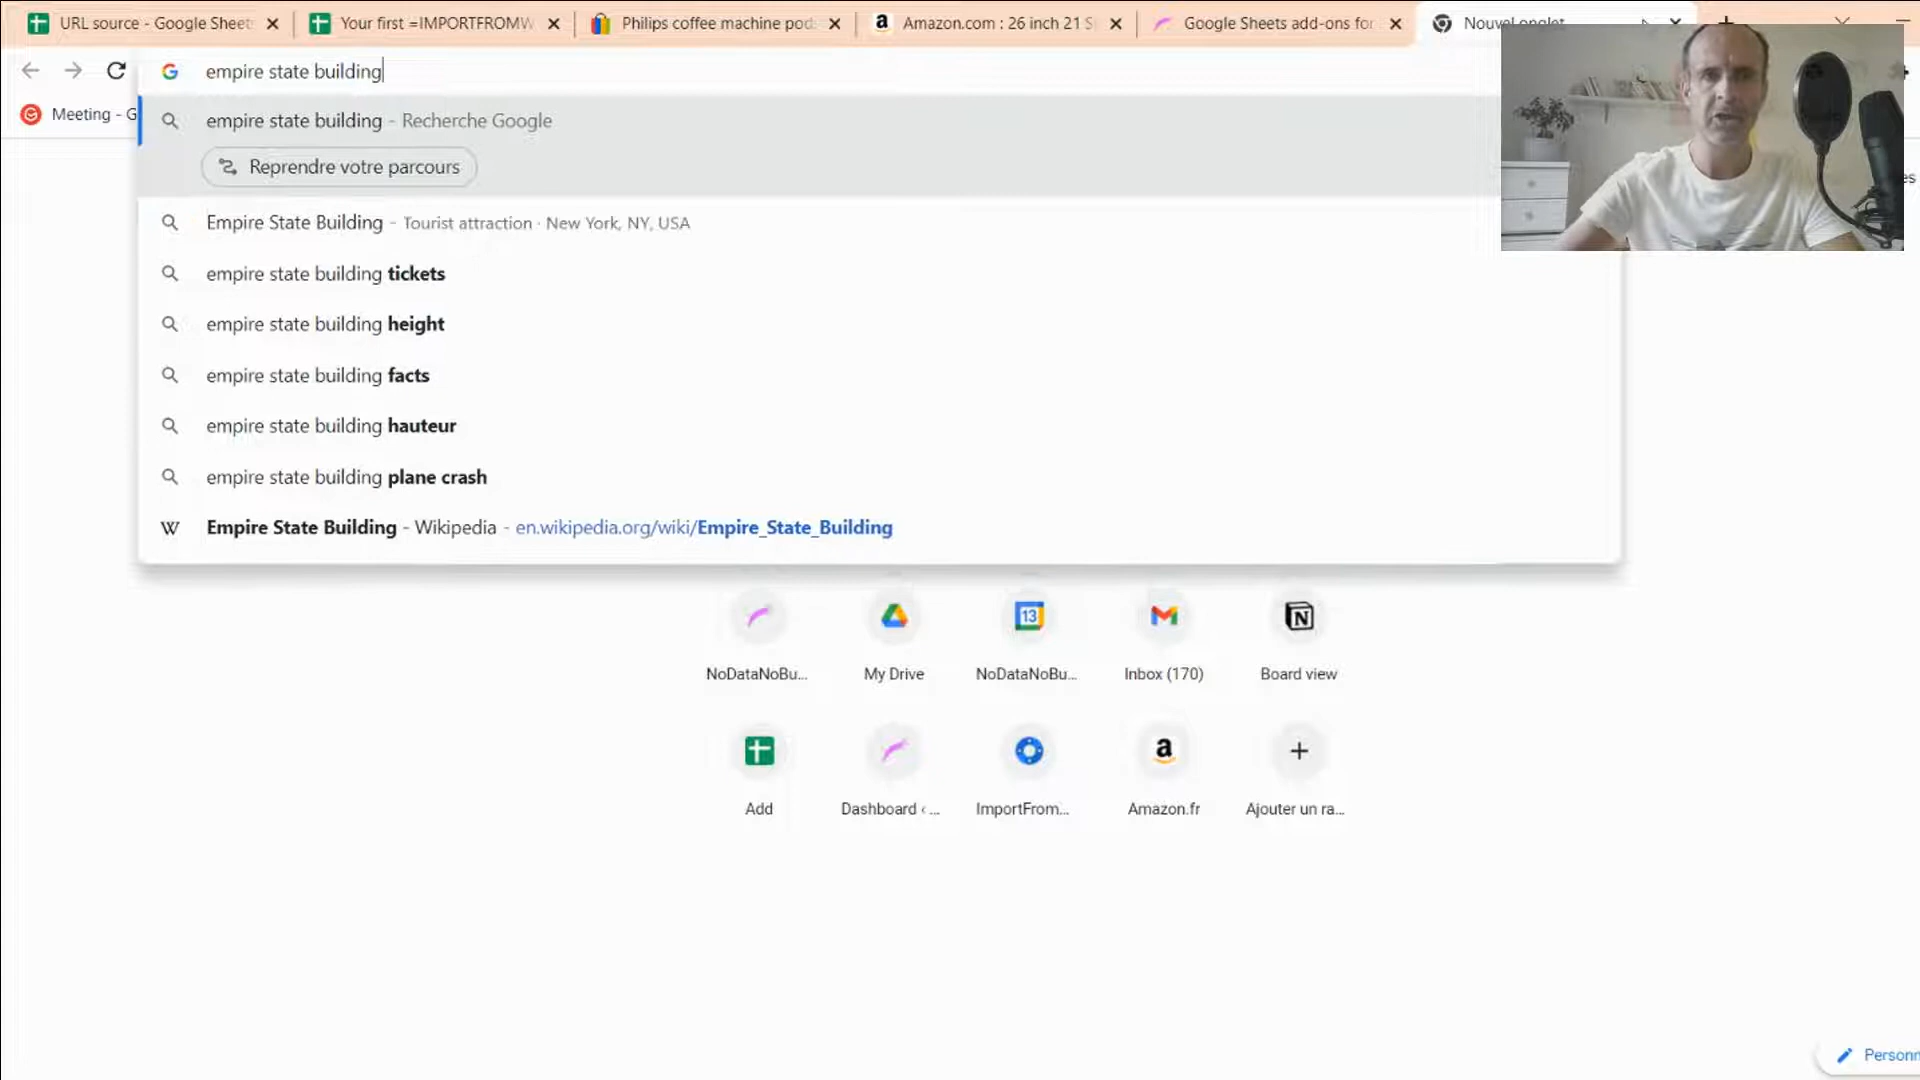 URL source - Google Sheets
Your first =IMPORTFROMW
Philips coffee machine pod
Amazon.com : 26 inch 21 S
Google Sheets add-ons for
Nouvel onglet
empire state building
Meeting - G
empire state building - Recherche Google
Reprendre votre parcours
Empire State Building - Tourist attraction · New York, NY, USA
empire state building tickets
empire state building height
empire state building facts
empire state building hauteur
empire state building plane crash
W Empire State Building - Wikipedia - en.wikipedia.org/wiki/Empire_State_Building
13
NoDataNoBu...
My Drive
NoDataNoBu...
Inbox (170)
Board view
Add
Dashboard ‹ ...
ImportFrom...
Amazon.fr
Ajouter un ra...
Personn